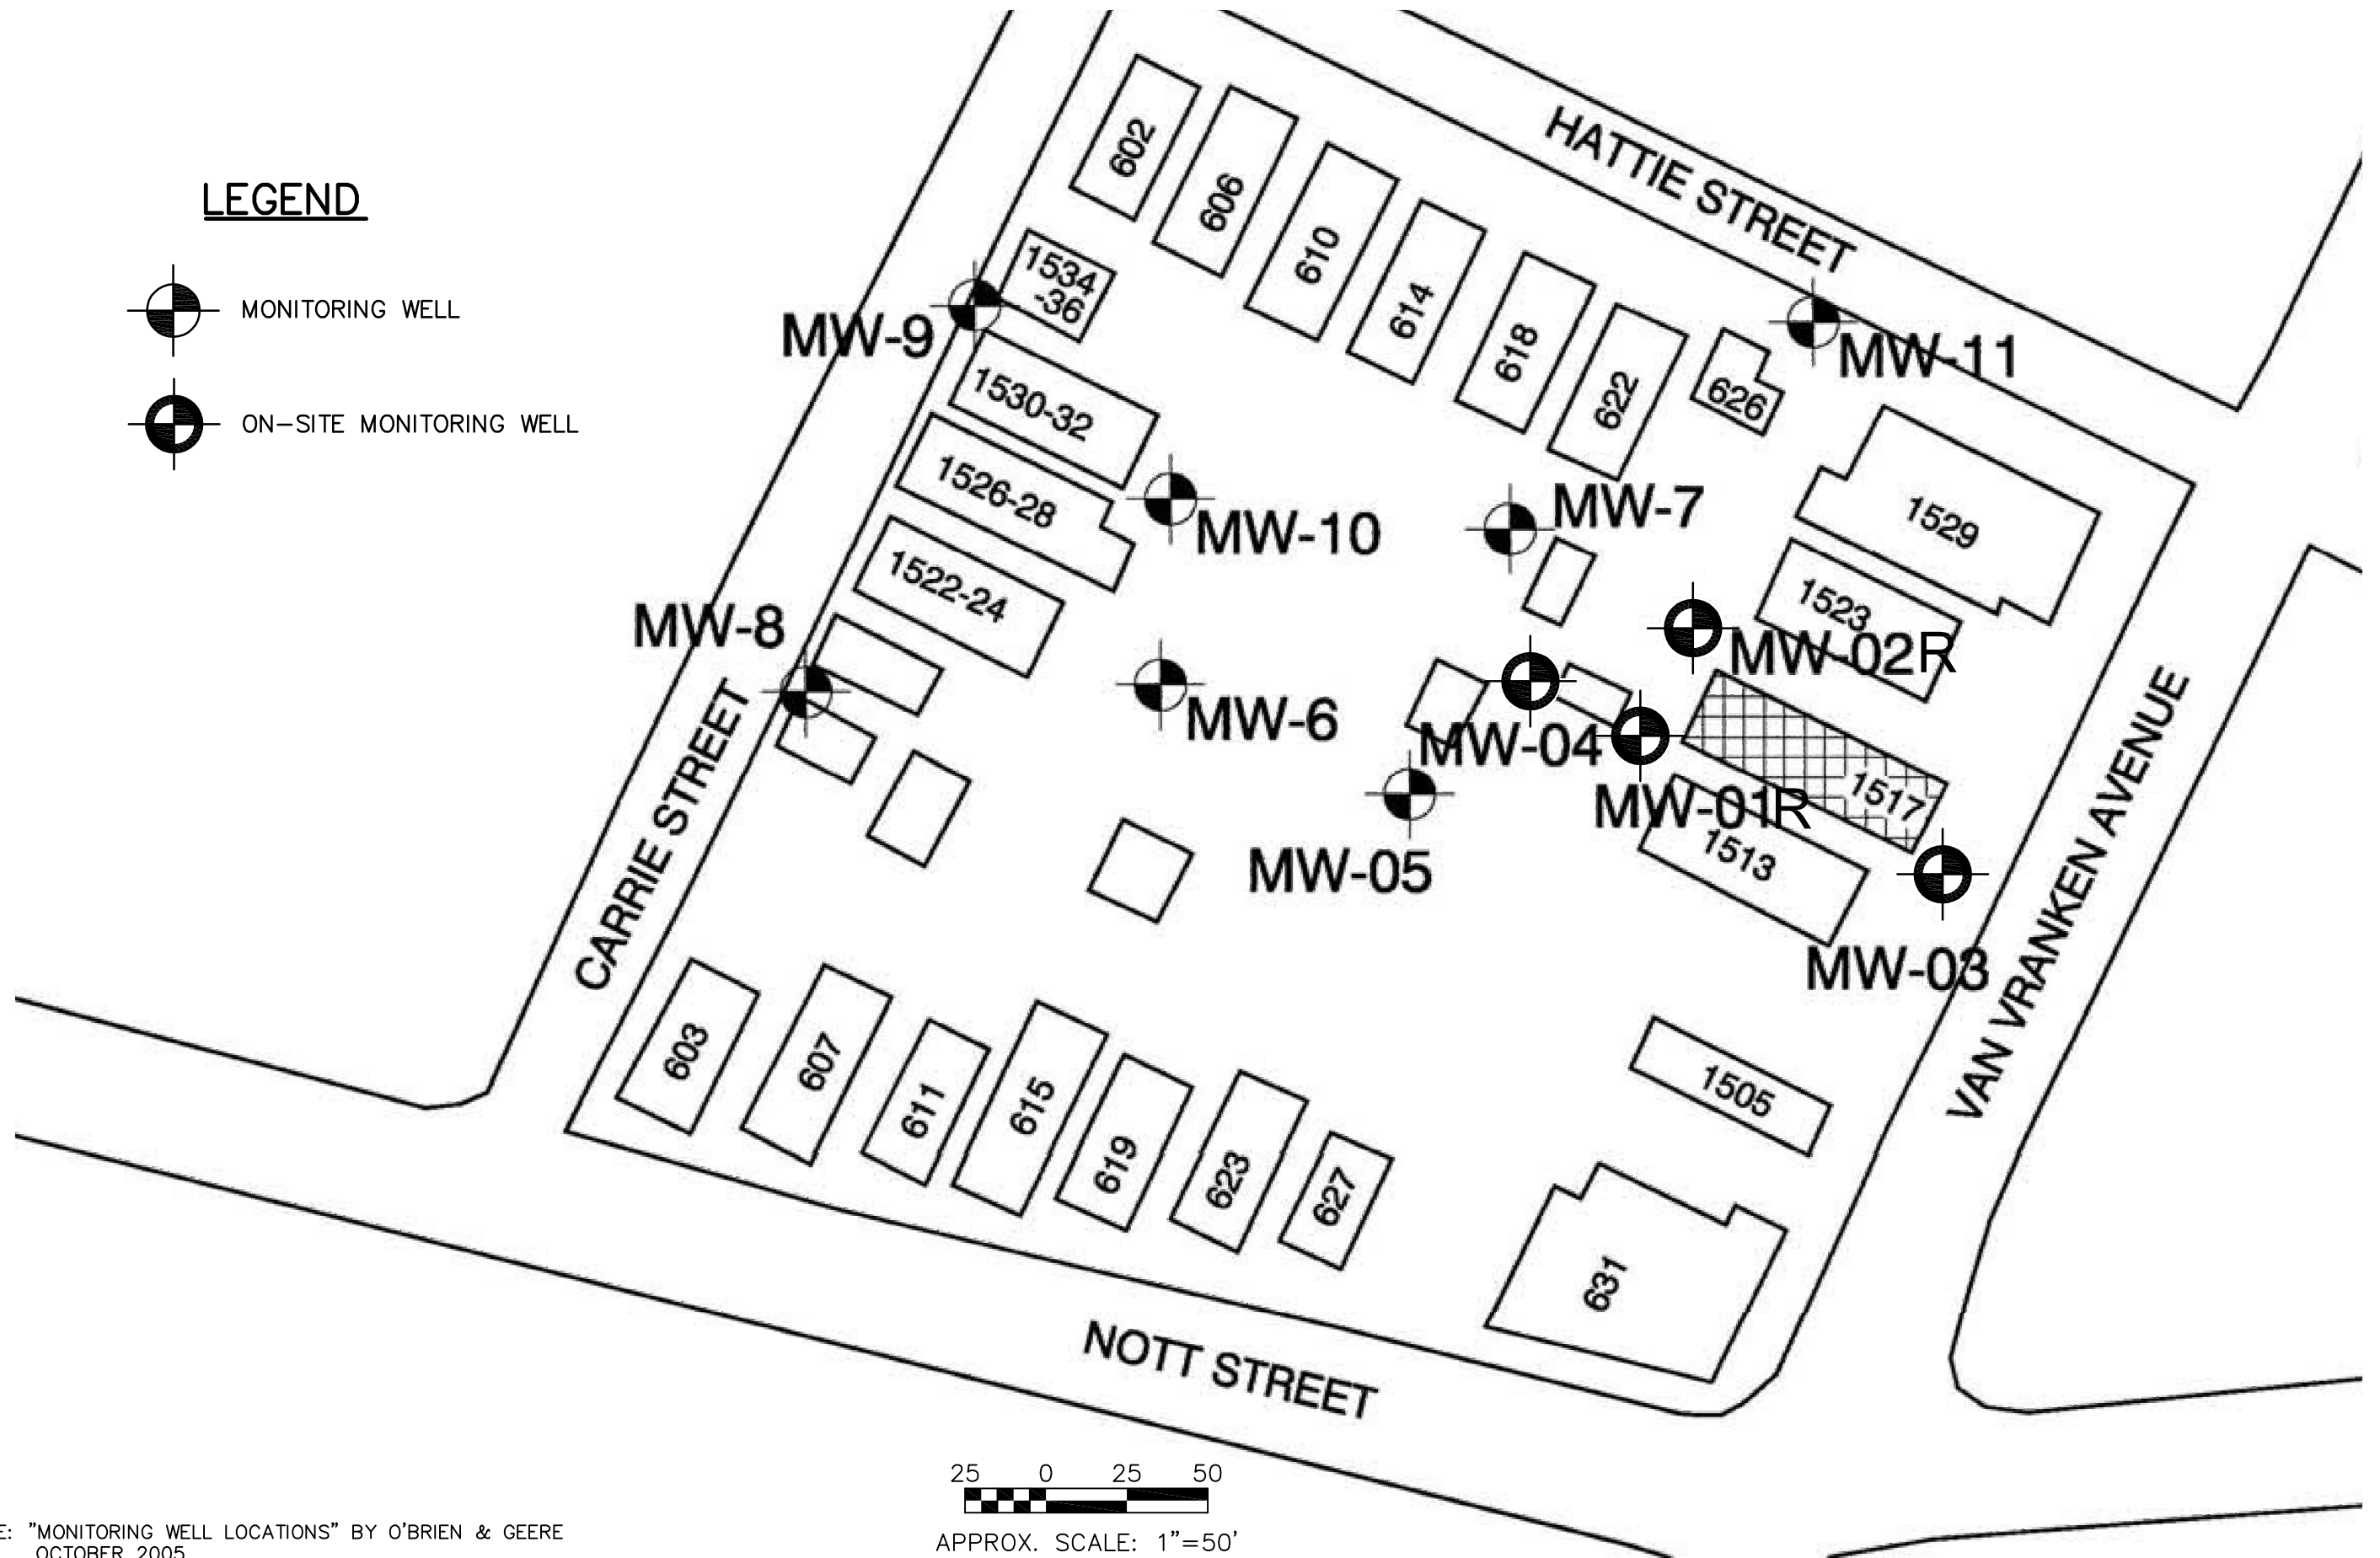 LEGEND
MONITORING WELL
ON-SITE MONITORING WELL
HATTIE STREET
602
606
610
614
618
622
626
1534
-36
MW-9
MW-11
1530-32
1526-28
1522-24
MW-10
MW-7
1529
1523
MW-8
MW-02R
MW-6
MW-04
1517
MW-01R
1513
MW-05
MW-03
CARRIE STREET
VAN VRANKEN AVENUE
603
607
611
615
619
623
627
1505
631
NOTT STREET
25 0 25 50
APPROX. SCALE: 1"=50'
E: "MONITORING WELL LOCATIONS" BY O'BRIEN & GEERE
OCTOBER 2005